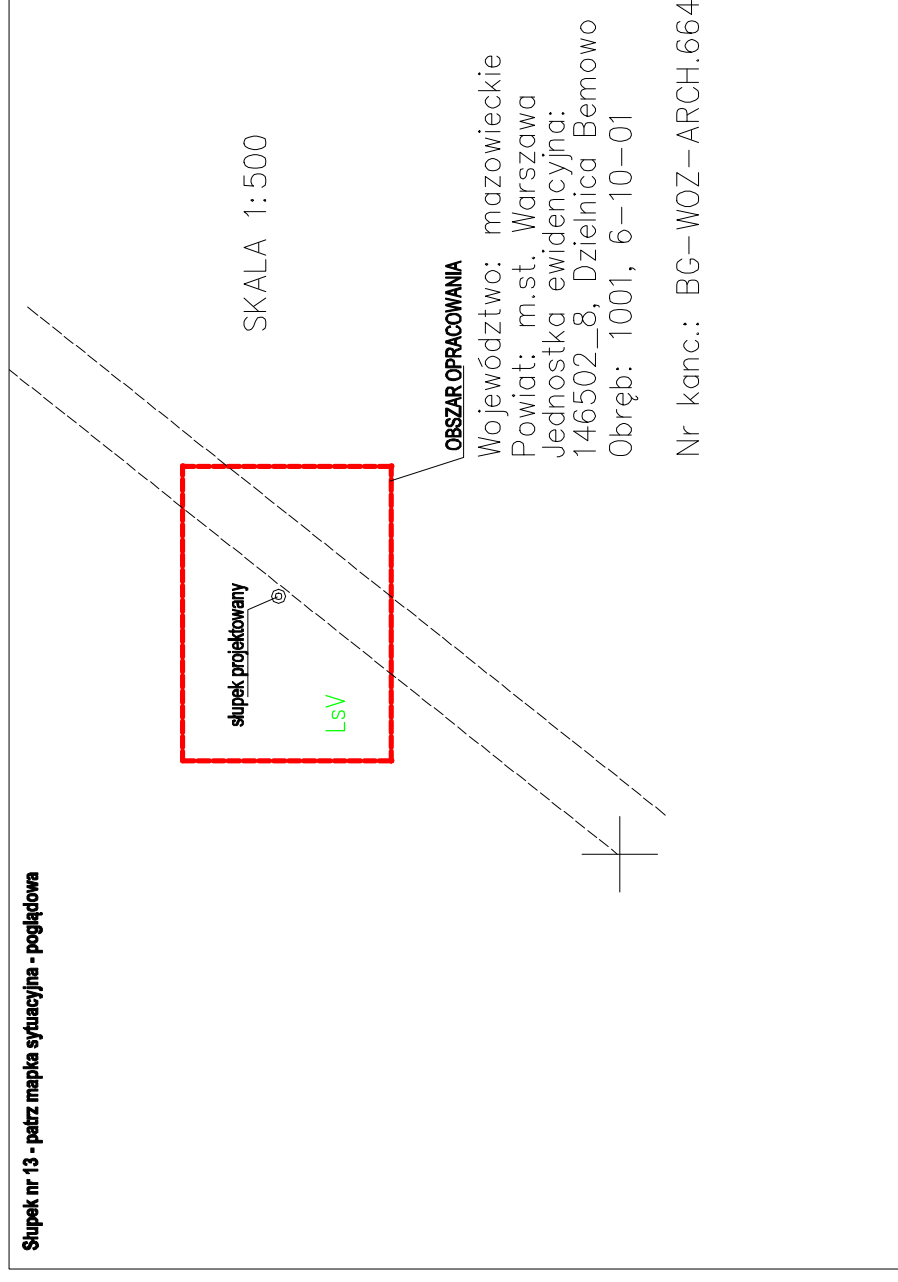 Słupek nr 13 - patrz mapka sytuacyjna - poglądowa
słupek projektowany
LsV
SKALA 1:500
OBSZAR OPRACOWANIA
Województwo: mazowieckie
Powiat: m.st. Warszawa
Jednostka ewidencyjna:
146502_8, Dzielnica Bemowo
Obręb: 1001, 6-10-01
Nr kanc.: BG-WOZ-ARCH.664